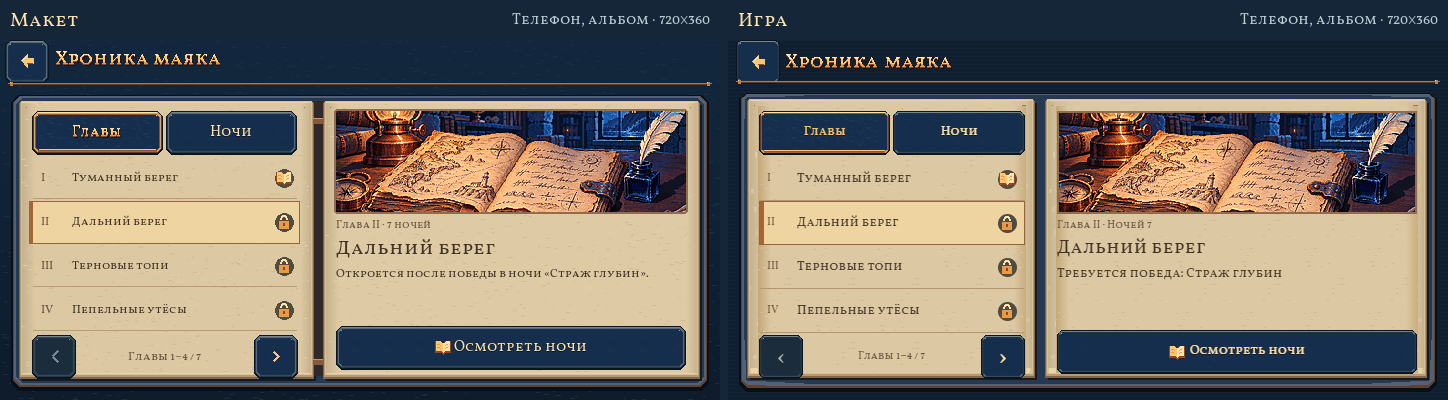 Макет
Телефон, альбом · 720×360
Хроника маяка
Главы
Ночи
I Туманный берег
II Дальний берег
III Терновые топи
IV Пепельные утёсы
Главы 1–4 / 7
Глава II · 7 ночей
Дальний берег
Откроется после победы в ночи «Страж глубин».
Осмотреть ночи
Игра
Телефон, альбом · 720×360
Хроника маяка
Главы
Ночи
I Туманный берег
II Дальний берег
III Терновые топи
IV Пепельные утёсы
Главы 1–4 / 7
Глава II · Ночей 7
Дальний берег
Требуется победа: Страж глубин
Осмотреть ночи